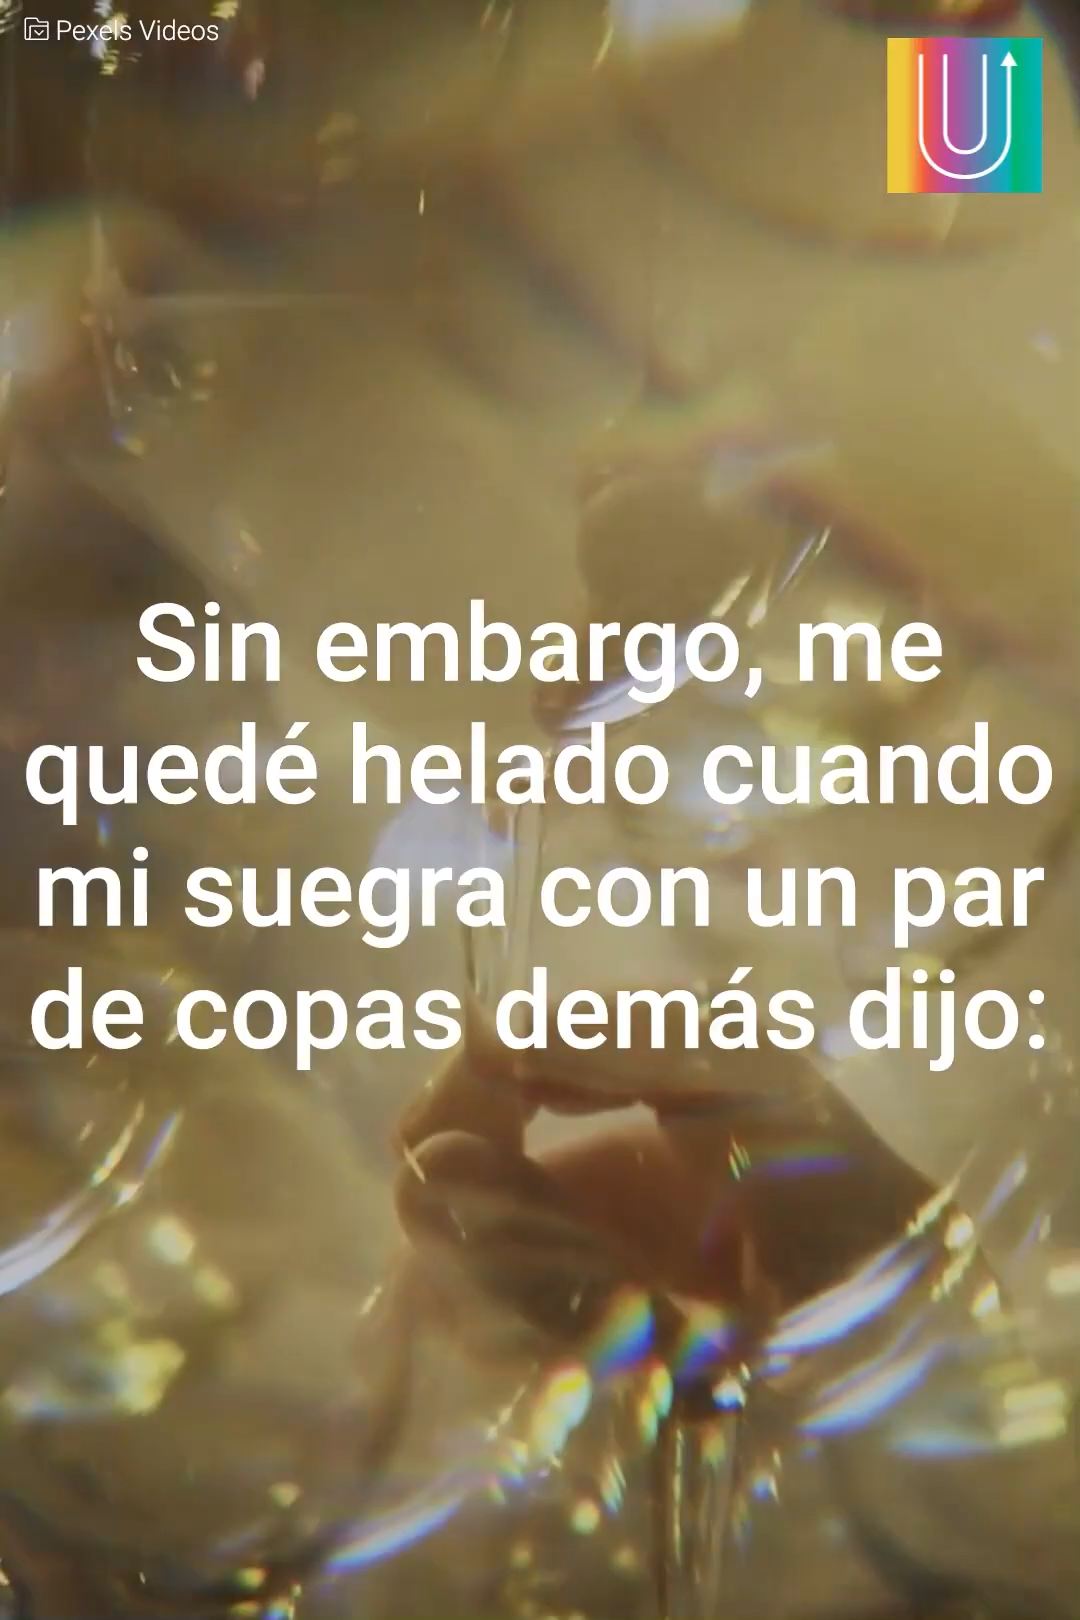 Pexels Videos
U
Sin embargo, me
quedé helado cuando
mi suegra con un par
de copas demás dijo: